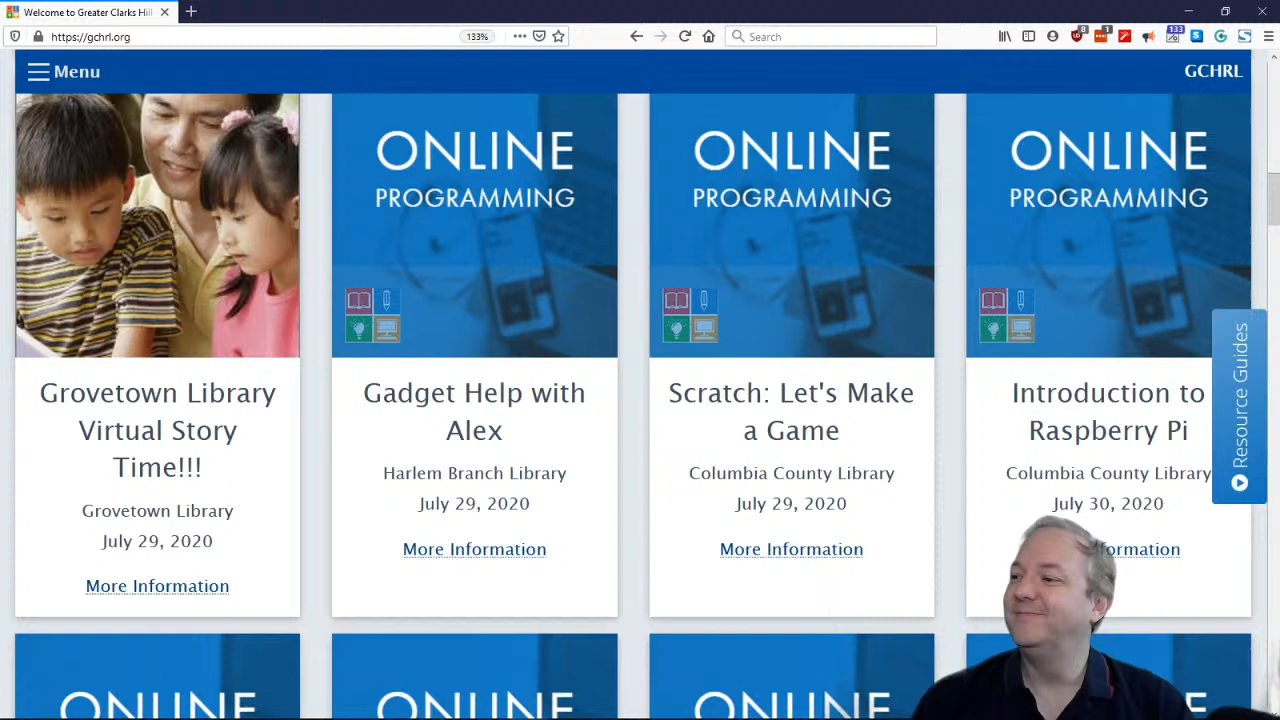 Welcome to Greater Clarks Hill
https://gchrl.org
133%
Search
8
1
133
Menu
GCHRL
ONLINE
PROGRAMMING
ONLINE
PROGRAMMING
ONLINE
PROGRAMMING
Grovetown Library
Virtual Story
Time!!!
Grovetown Library
July 29, 2020
More Information
Gadget Help with
Alex
Harlem Branch Library
July 29, 2020
More Information
Scratch: Let's Make
a Game
Columbia County Library
July 29, 2020
More Information
Introduction to
Raspberry Pi
Columbia County Library
July 30, 2020
formation
Resource Guides
ONLINE
ONLINE
ONLINE